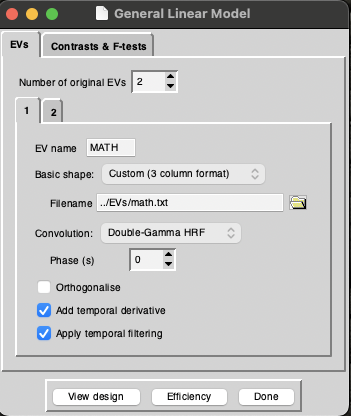 General Linear Model
EVs Contrasts & F-tests
Number of original EVs 2
1 2
EV name MATH
Basic shape: Custom (3 column format)
Filename ../EVs/math.txt
Convolution: Double-Gamma HRF
Phase (s) 0
Orthogonalise
Add temporal derivative
Apply temporal filtering
View design Efficiency Done